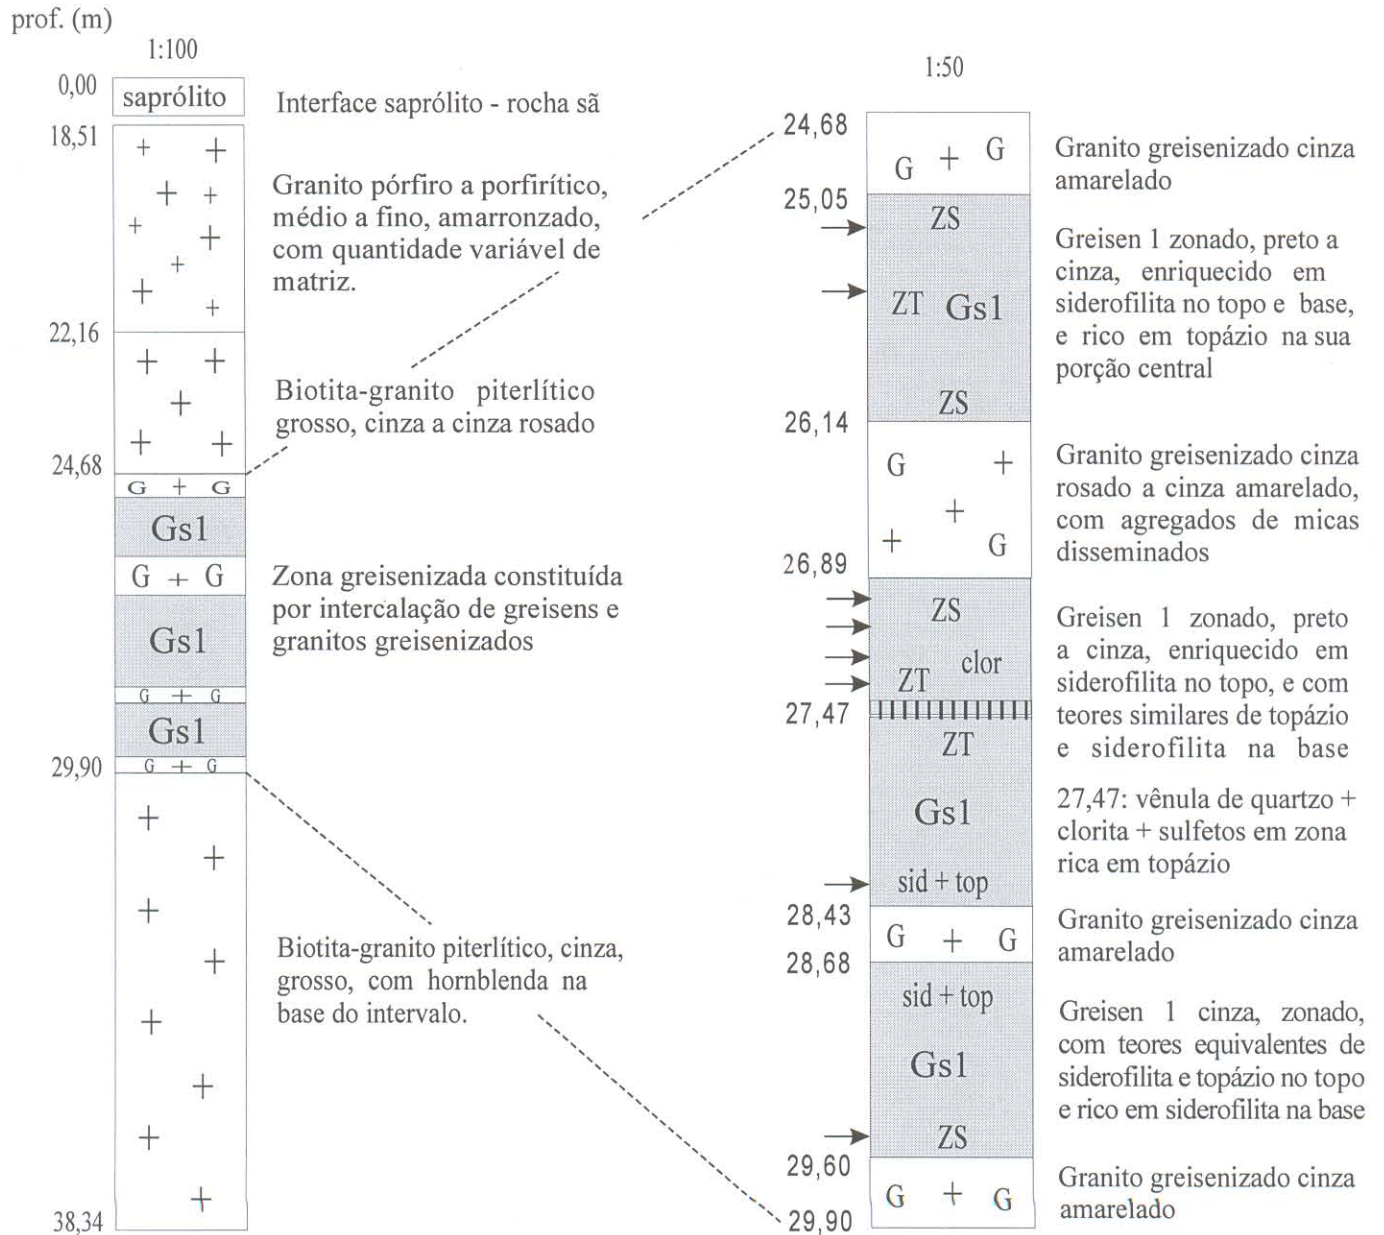 prof. (m)
1:100
0,00
saprólito
Interface saprólito - rocha sã
18,51
Granito pórfiro a porfirítico,
médio a fino, amarronzado,
com quantidade variável de
matriz.
22,16
Biotita-granito piterlítico
grosso, cinza a cinza rosado
24,68
G + G
Gs1
G + G
Zona greisenizada constituída
por intercalação de greisens e
granitos greisenizados
Gs1
G + G
Gs1
G + G
29,90
Biotita-granito piterlítico, cinza,
grosso, com hornblenda na
base do intervalo.
38,34
1:50
24,68
G + G
Granito greisenizado cinza
amarelado
25,05
ZS
ZT Gs1
ZS
Greisen 1 zonado, preto a
cinza, enriquecido em
siderofilita no topo e base,
e rico em topázio na sua
porção central
26,14
G +
+
+ G
Granito greisenizado cinza
rosado a cinza amarelado,
com agregados de micas
disseminados
26,89
ZS
clor
ZT
Greisen 1 zonado, preto
a cinza, enriquecido em
siderofilita no topo, e com
teores similares de topázio
e siderofilita na base
27,47
ZT
Gs1
sid + top
27,47: vênula de quartzo +
clorita + sulfetos em zona
rica em topázio
28,43
G + G
Granito greisenizado cinza
amarelado
28,68
sid + top
Gs1
ZS
Greisen 1 cinza, zonado,
com teores equivalentes de
siderofilita e topázio no topo
e rico em siderofilita na base
29,60
G + G
Granito greisenizado cinza
amarelado
29,90